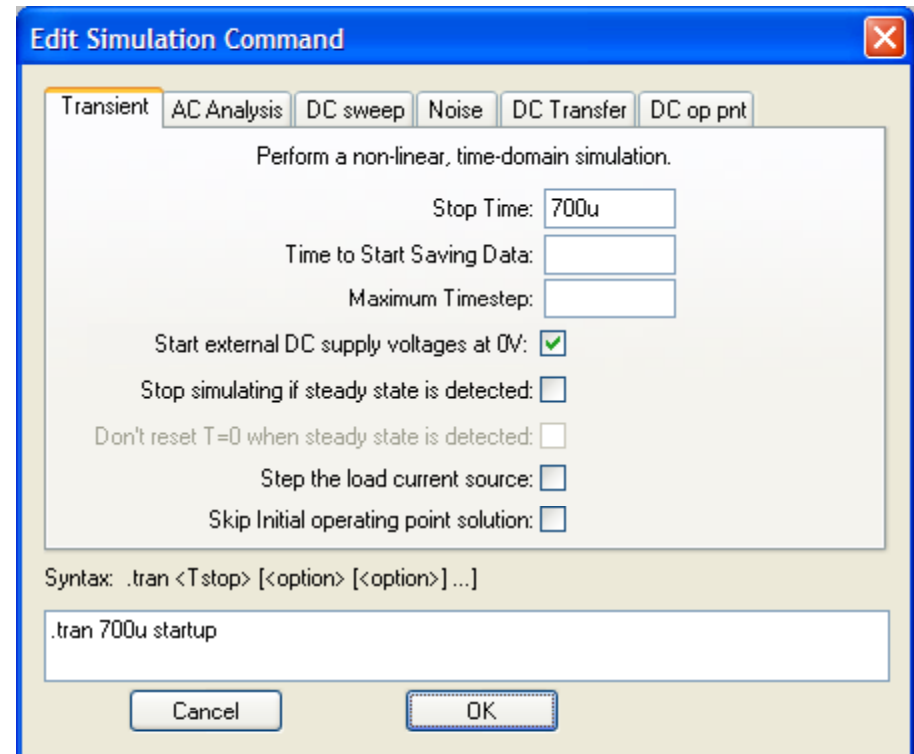 Edit Simulation Command
Transient AC Analysis DC sweep Noise DC Transfer DC op pnt
Perform a non-linear, time-domain simulation.
Stop Time: 700u
Time to Start Saving Data:
Maximum Timestep:
Start external DC supply voltages at 0V:
Stop simulating if steady state is detected:
Don't reset T=0 when steady state is detected:
Step the load current source:
Skip Initial operating point solution:
Syntax: .tran <Tstop> [<option> [<option>] ...]
.tran 700u startup
Cancel OK